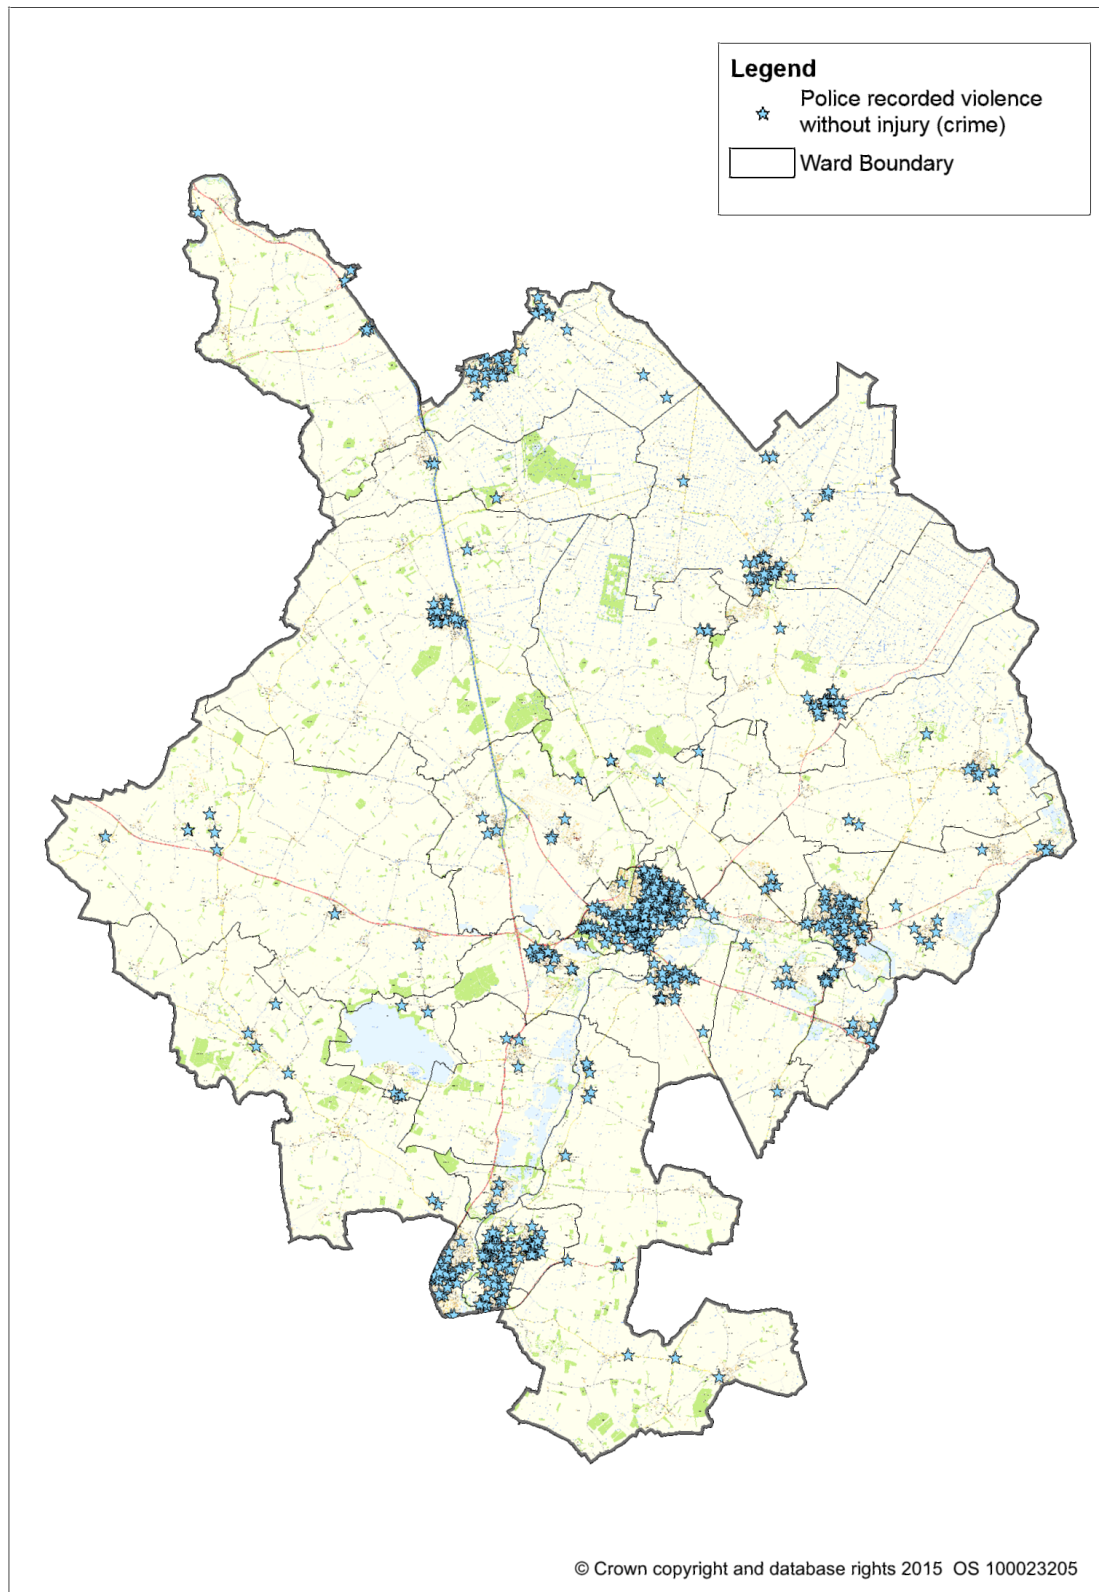 Legend
Police recorded violence
without injury (crime)
Ward Boundary
© Crown copyright and database rights 2015 OS 100023205